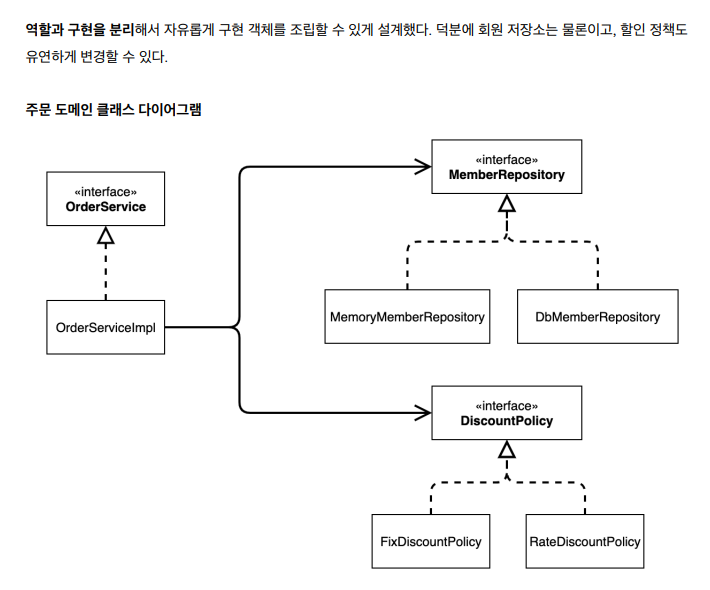 역할과 구현을 분리해서 자유롭게 구현 객체를 조립할 수 있게 설계했다. 덕분에 회원 저장소는 물론이고, 할인 정책도
유연하게 변경할 수 있다.
주문 도메인 클래스 다이어그램
«interface»
MemberRepository
«interface»
OrderService
OrderServiceImpl
MemoryMemberRepository
DbMemberRepository
«interface»
DiscountPolicy
FixDiscountPolicy
RateDiscountPolicy